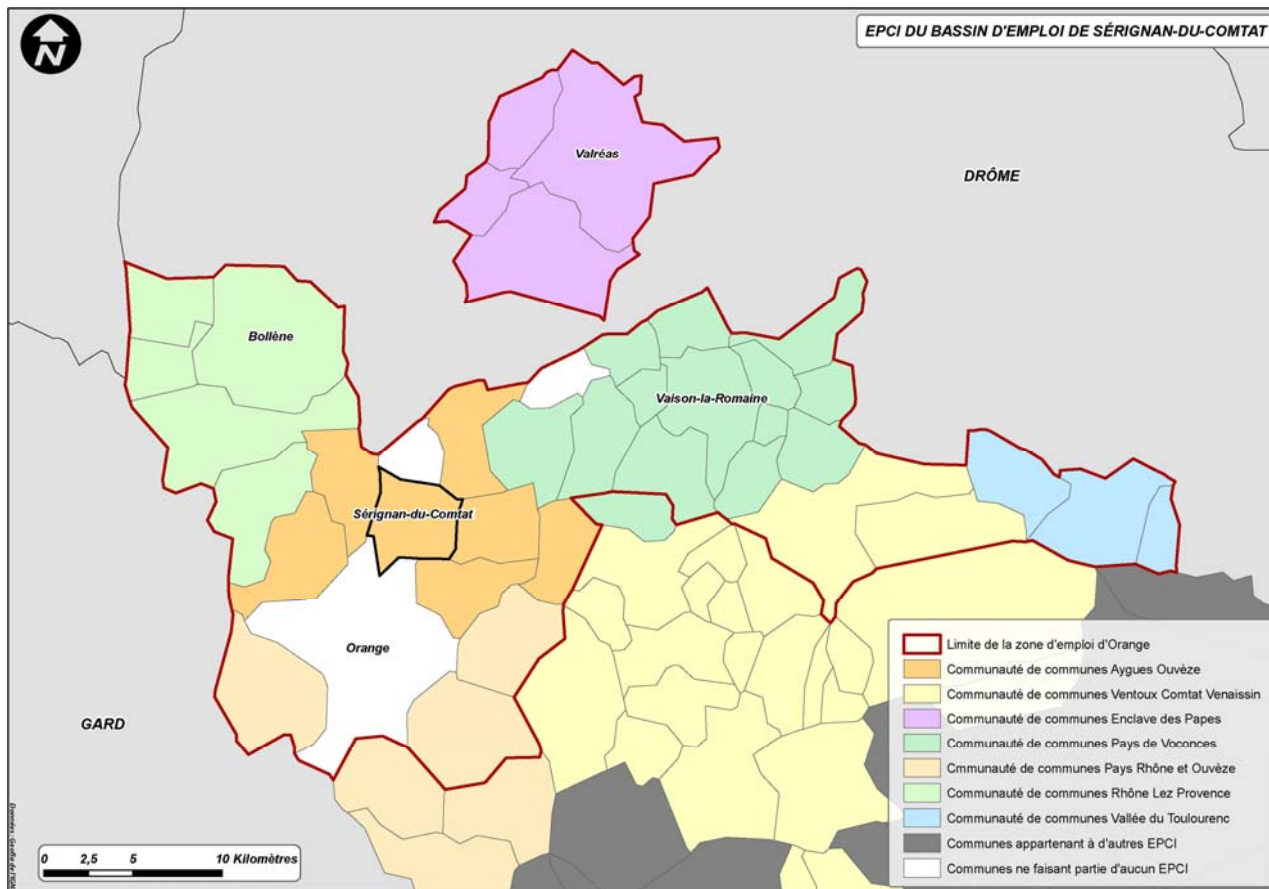 N
EPCI DU BASSIN D'EMPLOI DE SÉRIGNAN-DU-COMTAT
Valréas
DRÔME
Bollène
Vaison-la-Romaine
Sérignan-du-Comtat
Orange
GARD
Limite de la zone d'emploi d'Orange
Communauté de communes Aygues Ouvèze
Communauté de communes Ventoux Comtat Venaissin
Communauté de communes Enclave des Papes
Communauté de communes Pays de Voconces
Cmmunauté de communes Pays Rhône et Ouvèze
Communauté de communes Rhône Lez Provence
Communauté de communes Vallée du Toulourenc
Communes appartenant à d'autres EPCI
Communes ne faisant partie d'aucun EPCI
0 2,5 5 10 Kilomètres